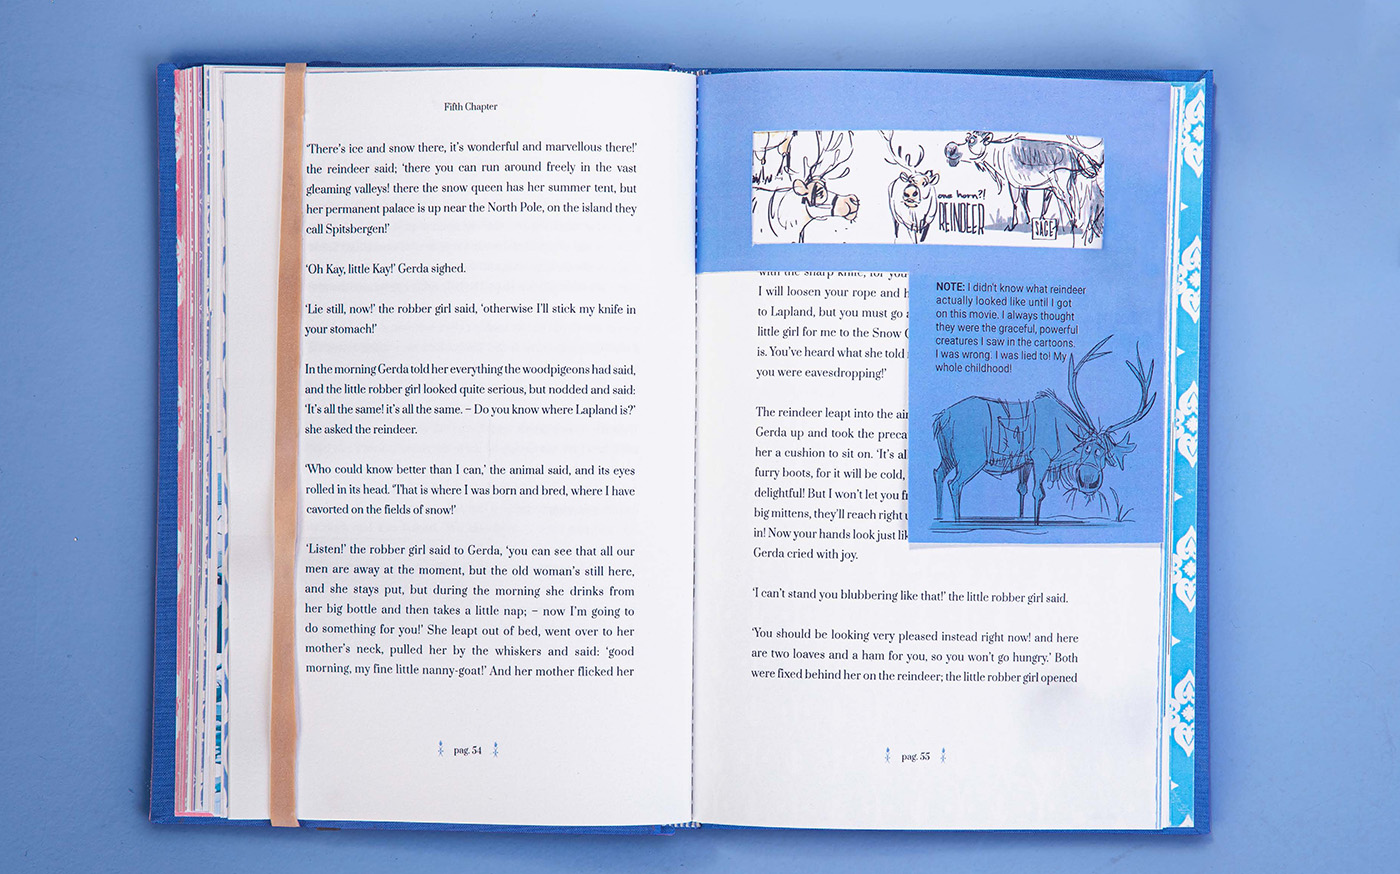 Fifth Chapter
‘There’s ice and snow there, it’s wonderful and marvellous there!’
the reindeer said; ‘there you can run around freely in the vast
gleaming valleys! there the snow queen has her summer tent, but
her permanent palace is up near the North Pole, on the island they
call Spitsbergen!’
‘Oh Kay, little Kay!’ Gerda sighed.
‘Lie still, now!’ the robber girl said, ‘otherwise I’ll stick my knife in
your stomach!’
In the morning Gerda told her everything the woodpigeons had said,
and the little robber girl looked quite serious, but nodded and said:
‘It’s all the same! it’s all the same. – Do you know where Lapland is?’
she asked the reindeer.
‘Who could know better than I can,’ the animal said, and its eyes
rolled in its head. ‘That is where I was born and bred, where I have
cavorted on the fields of snow!’
‘Listen!’ the robber girl said to Gerda, ‘you can see that all our
men are away at the moment, but the old woman’s still here,
and she stays put, but during the morning she drinks from
her big bottle and then takes a little nap; – now I’m going to
do something for you!’ She leapt out of bed, went over to her
mother’s neck, pulled her by the whiskers and said: ‘good
morning, my fine little nanny-goat!’ And her mother flicked her
pag. 54
one horn?!
REINDEER
SAGE
with the sharp knife, for you
I will loosen your rope and h
to Lapland, but you must go
little girl for me to the Snow
is. You’ve heard what she told
you were eavesdropping!’
NOTE: I didn’t know what reindeer
actually looked like until I got
on this movie. I always thought
they were the graceful, powerful
creatures I saw in the cartoons.
I was wrong. I was lied to! My
whole childhood!
The reindeer leapt into the air
Gerda up and took the preca
her a cushion to sit on. ‘It’s al
furry boots, for it will be cold,
delightful! But I won’t let you f
big mittens, they’ll reach right
in! Now your hands look just lik
Gerda cried with joy.
‘I can’t stand you blubbering like that!’ the little robber girl said.
‘You should be looking very pleased instead right now! and here
are two loaves and a ham for you, so you won’t go hungry.’ Both
were fixed behind her on the reindeer; the little robber girl opened
pag. 55